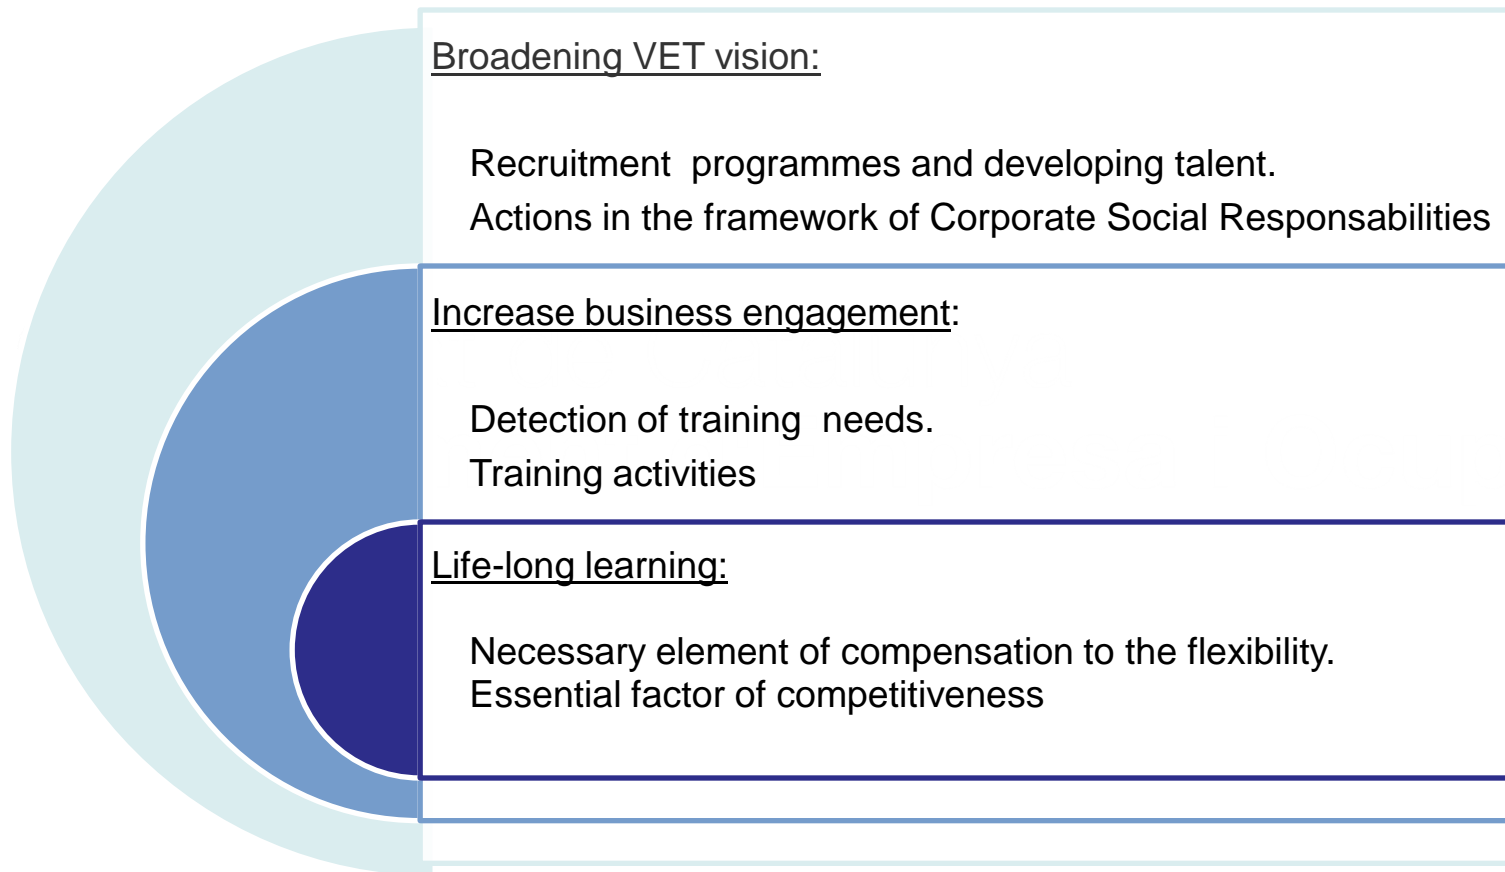 Broadening VET vision:
Recruitment  programmes and developing talent.
Actions in the framework of Corporate Social Responsabilities
Increase business engagement:
Detection of training  needs.
Training activities
Life-long learning:
Necessary element of compensation to the flexibility.
Essential factor of competitiveness